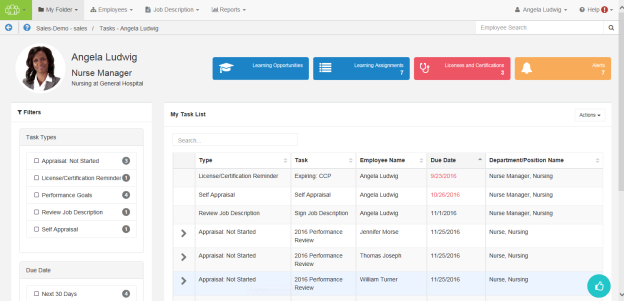 My Folder Employees Job Description Reports Angela Ludwig Help
Sales-Demo - sales / Tasks - Angela Ludwig Employee Search
Angela Ludwig
Nurse Manager
Nursing at General Hospital
Learning Opportunities
Learning Assignments
7
Licenses and Certifications
3
Alerts
7
Filters
Task Types
Appraisal: Not Started 3
License/Certification Reminder 1
Performance Goals 4
Review Job Description 1
Self Appraisal 1
Due Date
Next 30 Days 4
My Task List Actions
Search...
Type Task Employee Name Due Date Department/Position Name
License/Certification Reminder Expiring: CCP Angela Ludwig 9/23/2016 Nurse Manager, Nursing
Self Appraisal Self Appraisal Angela Ludwig 10/26/2016 Nurse Manager, Nursing
Review Job Description Sign Job Description Angela Ludwig 11/1/2016 Nurse Manager, Nursing
Appraisal: Not Started 2016 Performance Jennifer Morse 11/25/2016 Nurse, Nursing
Review
Appraisal: Not Started 2016 Performance Thomas Joseph 11/25/2016 Nurse, Nursing
Review
Appraisal: Not Started 2016 Performance William Turner 11/25/2016 Nurse, Nursing
Review